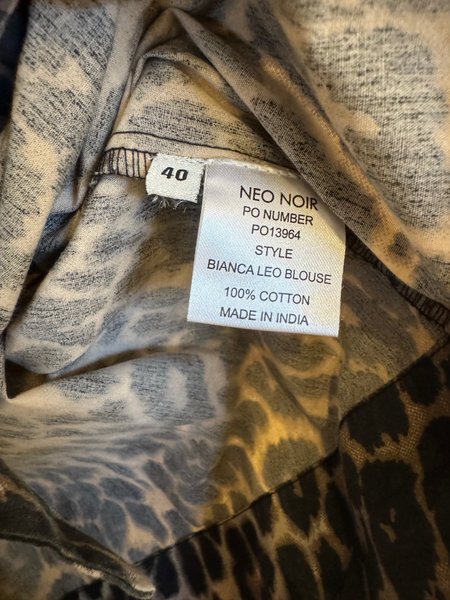 40
NEO NOIR
PO NUMBER
PO13964
STYLE
BIANCA LEO BLOUSE
100% COTTON
MADE IN INDIA